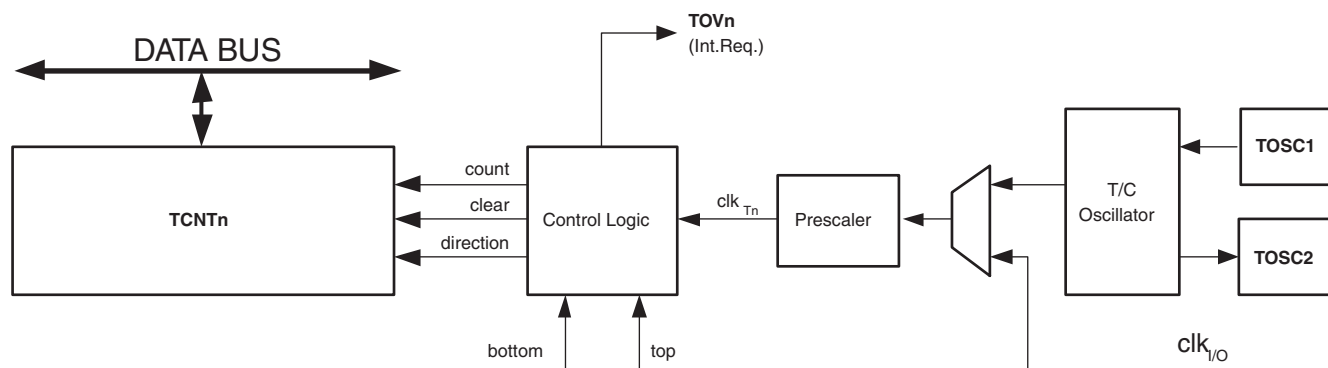 TOVn
(Int.Req.)
DATA BUS
TCNTn
count
clear
direction
Control Logic
clk Tn
Prescaler
T/C
Oscillator
TOSC1
TOSC2
bottom
top
clk I/O